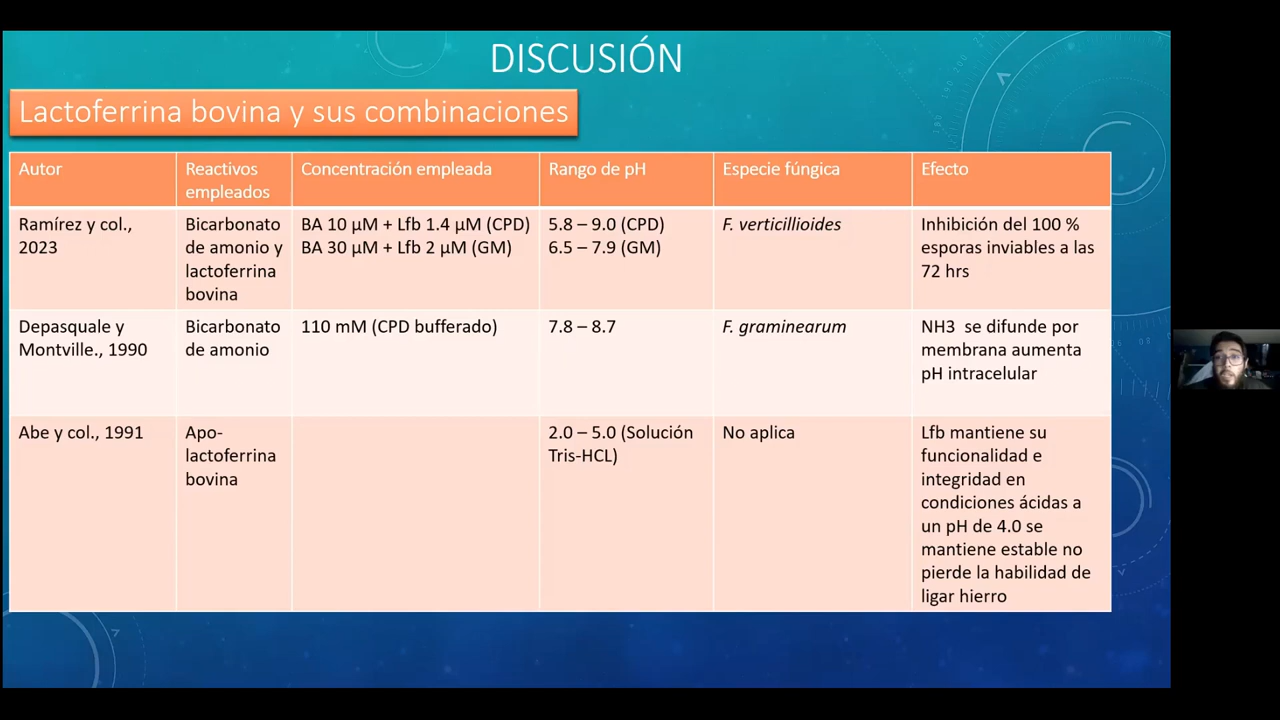 DISCUSIÓN
Lactoferrina bovina y sus combinaciones
Autor
Reactivos
empleados
Concentración empleada
Rango de pH
Especie fúngica
Efecto
Ramírez y col.,
2023
Bicarbonato
de amonio y
lactoferrina
bovina
BA 10 µM + Lfb 1.4 µM (CPD)
BA 30 µM + Lfb 2 µM (GM)
5.8 – 9.0 (CPD)
6.5 – 7.9 (GM)
F. verticillioides
Inhibición del 100 %
esporas inviables a las
72 hrs
Depasquale y
Montville., 1990
Bicarbonato
de amonio
110 mM (CPD bufferado)
7.8 – 8.7
F. graminearum
NH3 se difunde por
membrana aumenta
pH intracelular
Abe y col., 1991
Apo-
lactoferrina
bovina
2.0 – 5.0 (Solución
Tris-HCL)
No aplica
Lfb mantiene su
funcionalidad e
integridad en
condiciones ácidas a
un pH de 4.0 se
mantiene estable no
pierde la habilidad de
ligar hierro